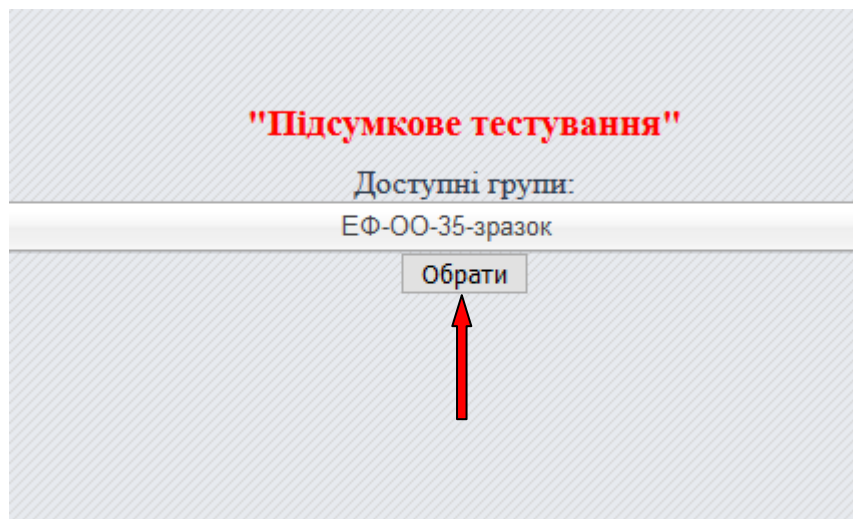 "Підсумкове тестування"
Доступні групи:
ЕФ-ОО-35-зразок
Обрати